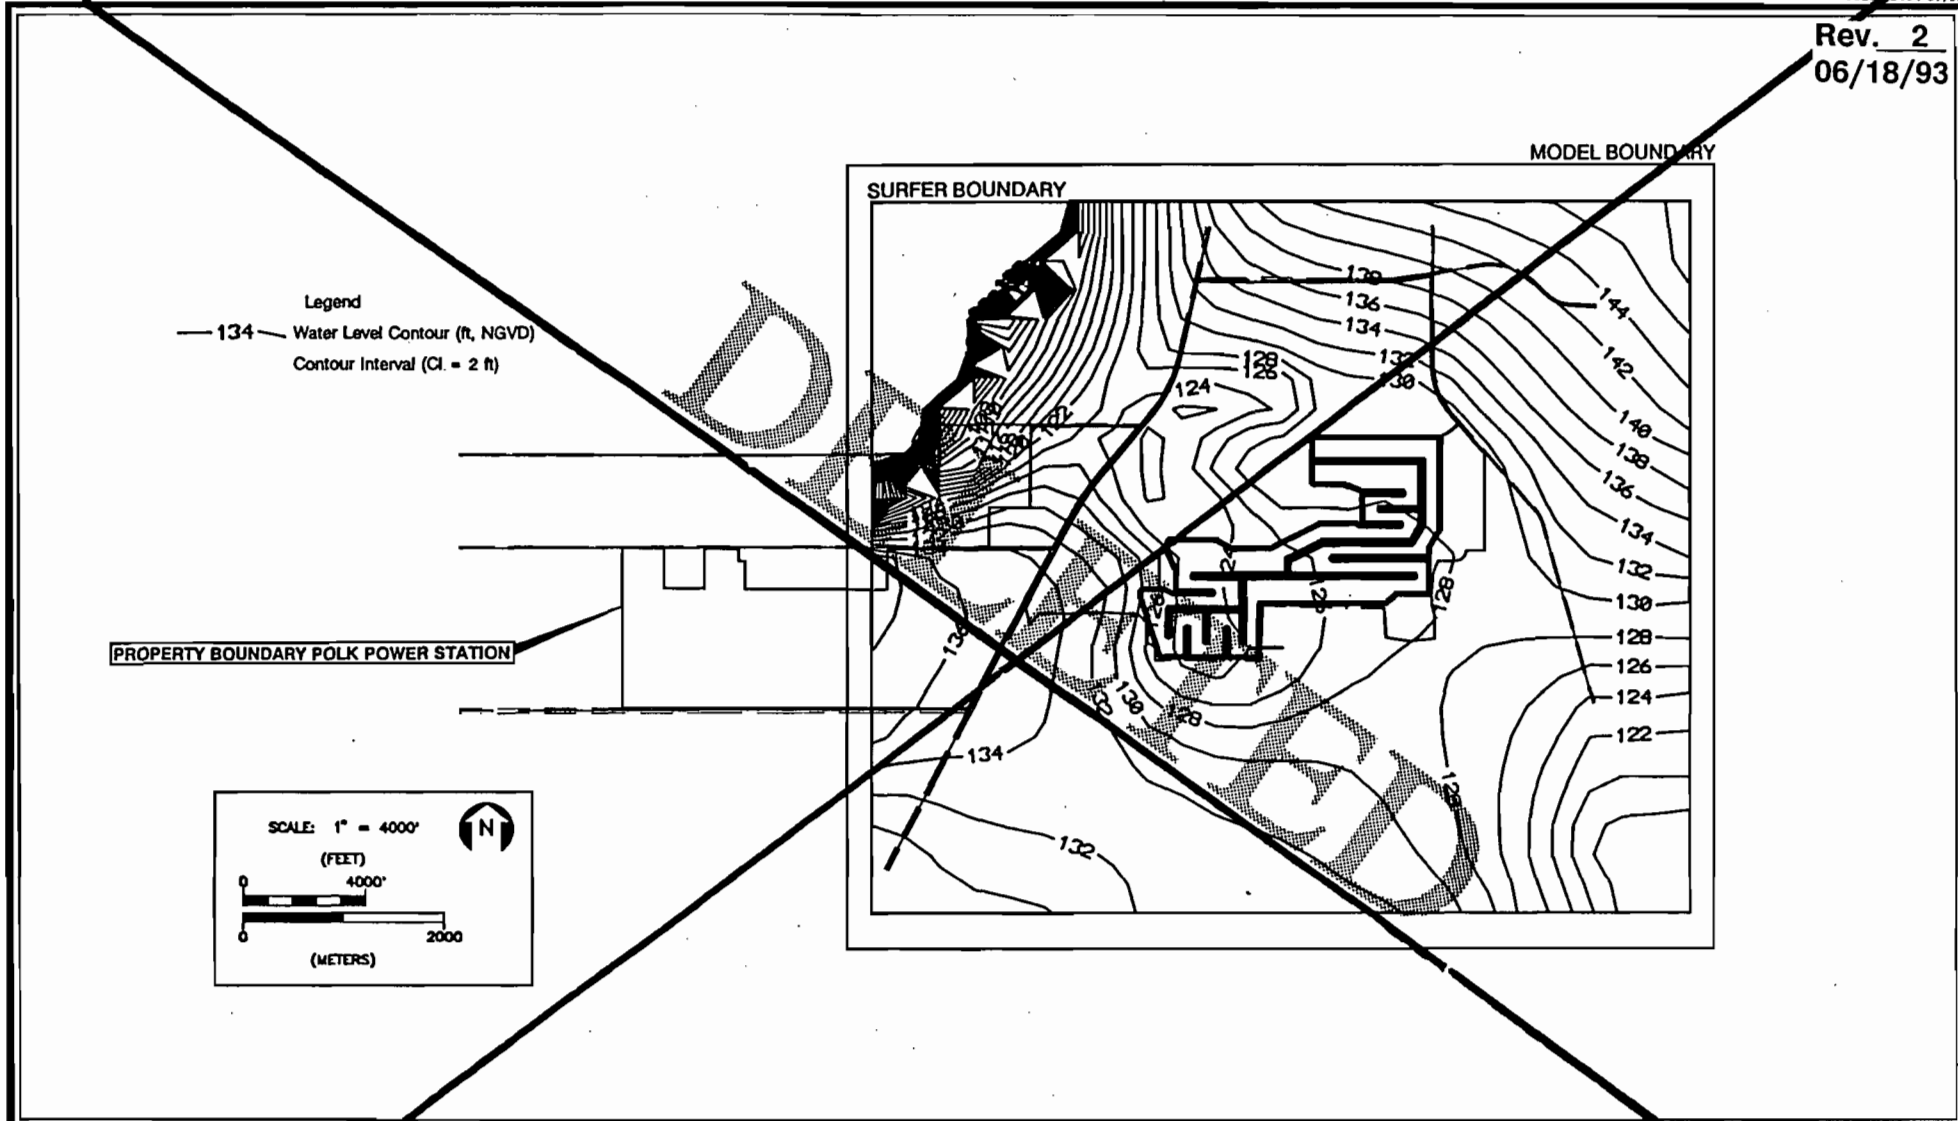 Rev. 2
06/18/93
MODEL BOUNDARY
SURFER BOUNDARY
Legend
134 Water Level Contour (ft, NGVD)
Contour Interval (CI. = 2 ft)
DELETED
138
136
134
132
130
128
126
124
144
142
140
138
136
134
132
130
128
126
124
122
128
136
130
128
134
132
PROPERTY BOUNDARY POLK POWER STATION
SCALE: 1" = 4000'
N
(FEET)
0 4000'
0 2000
(METERS)